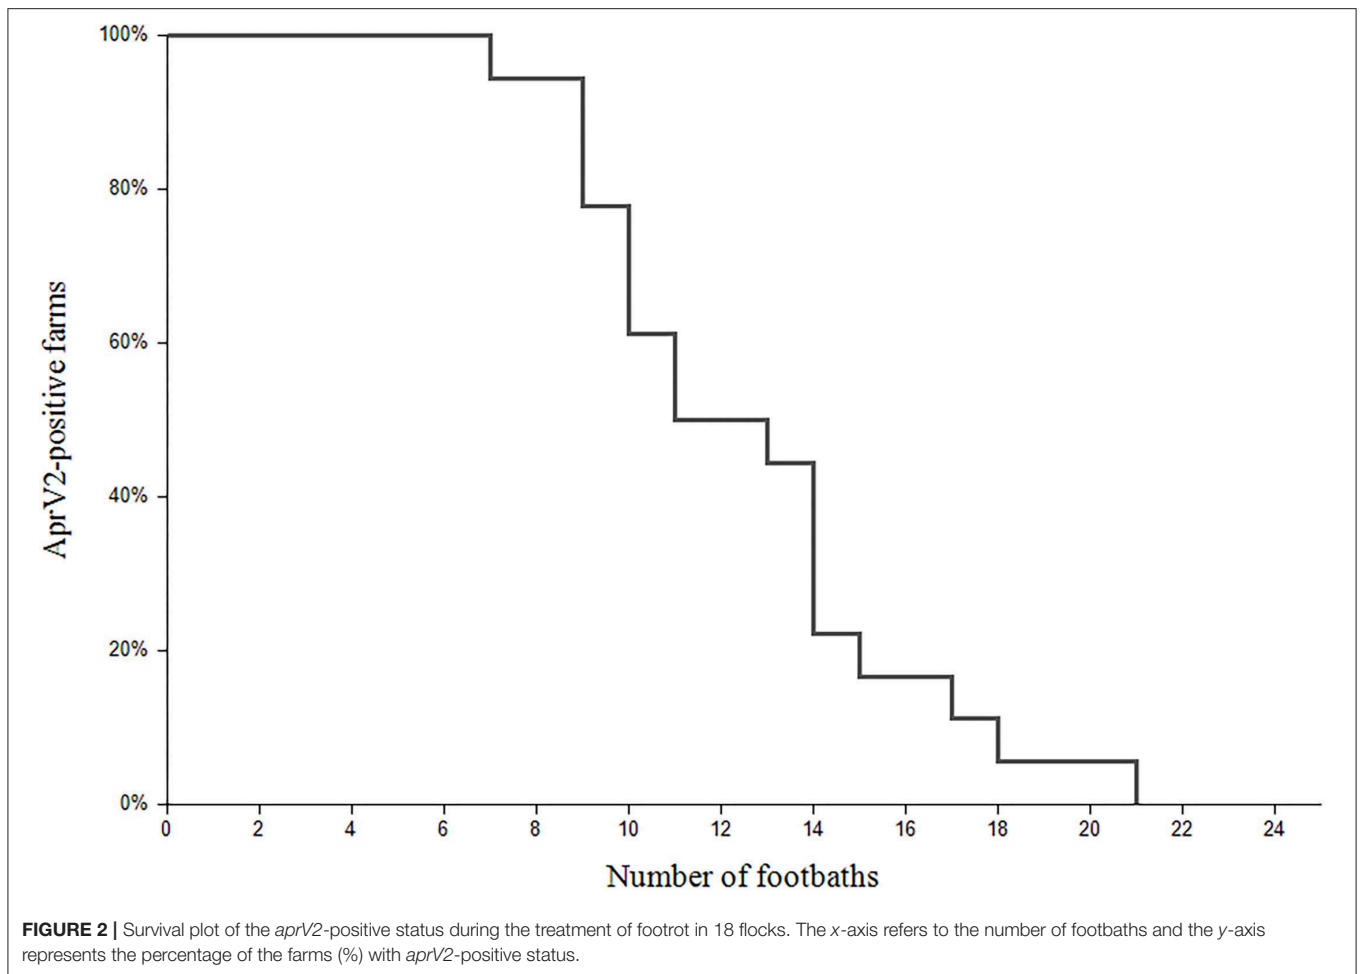 100%
80%
60%
40%
20%
0%
AprV2-positive farms
0 2 4 6 8 10 12 14 16 18 20 22 24
Number of footbaths
FIGURE 2 | Survival plot of the aprV2-positive status during the treatment of footrot in 18 flocks. The x-axis refers to the number of footbaths and the y-axis
represents the percentage of the farms (%) with aprV2-positive status.